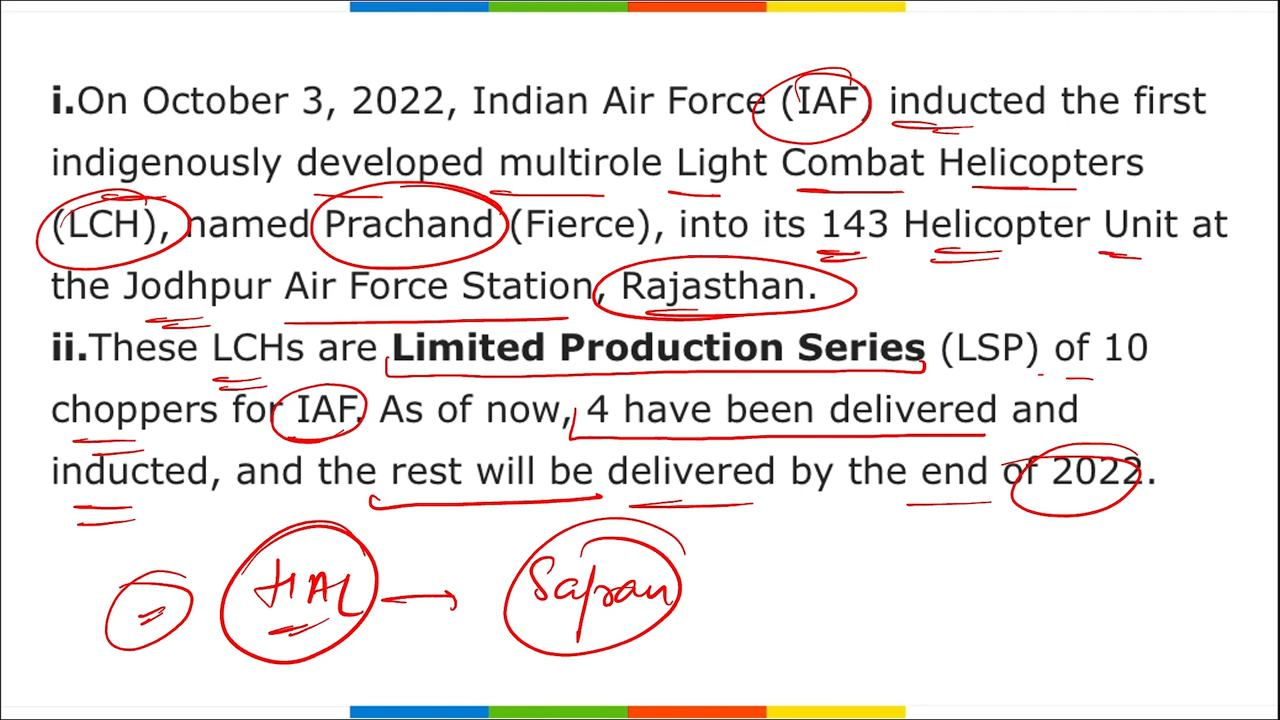 i.On October 3, 2022, Indian Air Force (IAF) inducted the first
indigenously developed multirole Light Combat Helicopters
(LCH), named Prachand (Fierce), into its 143 Helicopter Unit at
the Jodhpur Air Force Station, Rajasthan.
ii.These LCHs are Limited Production Series (LSP) of 10
choppers for IAF. As of now, 4 have been delivered and
inducted, and the rest will be delivered by the end of 2022.
HAL → Safran